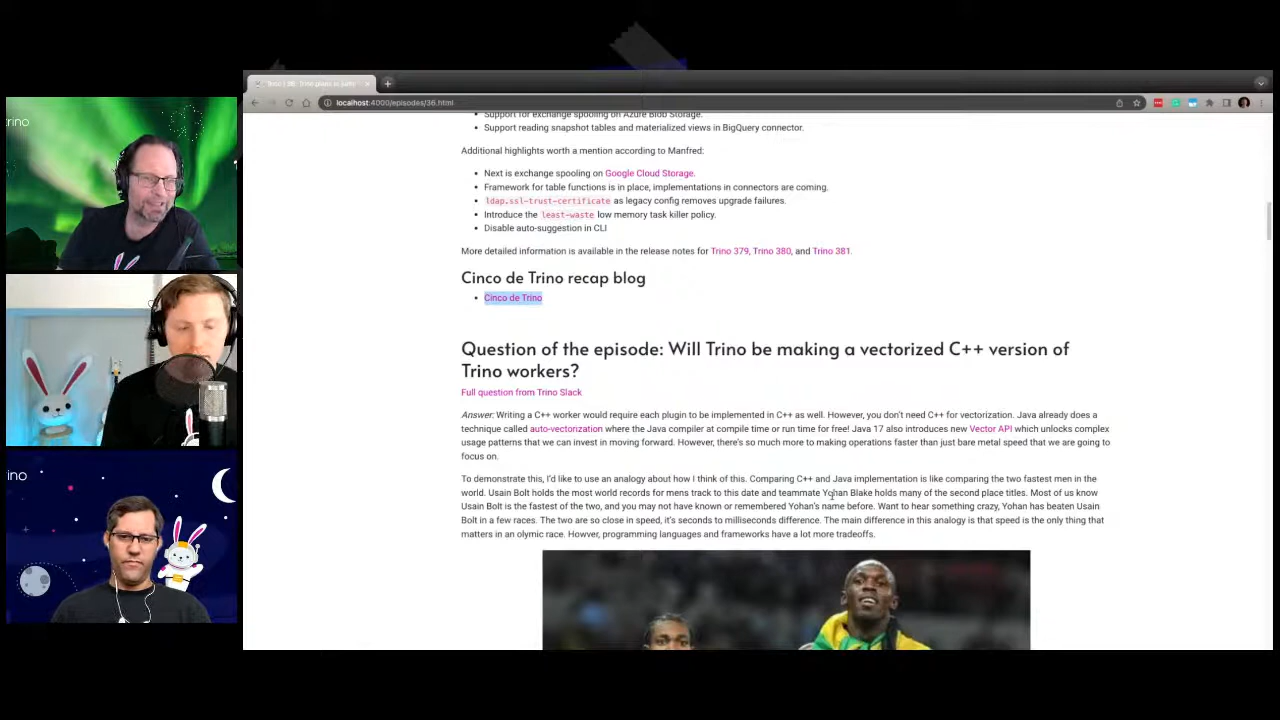 localhost:4000/episodes/36.html
rino
rino
Support for exchange spooling on Azure Blob Storage.
Support reading snapshot tables and materialized views in BigQuery connector.
Additional highlights worth a mention according to Manfred:
Next is exchange spooling on Google Cloud Storage.
Framework for table functions is in place, implementations in connectors are coming.
ldap.ssl-trust-certificate as legacy config removes upgrade failures.
Introduce the least-waste low memory task killer policy.
Disable auto-suggestion in CLI
More detailed information is available in the release notes for Trino 379, Trino 380, and Trino 381.
Cinco de Trino recap blog
Cinco de Trino
Question of the episode: Will Trino be making a vectorized C++ version of
Trino workers?
Full question from Trino Slack
Answer: Writing a C++ worker would require each plugin to be implemented in C++ as well. However, you don't need C++ for vectorization. Java already does a
technique called auto-vectorization where the Java compiler at compile time or run time for free! Java 17 also introduces new Vector API which unlocks complex
usage patterns that we can invest in moving forward. However, there's so much more to making operations faster than just bare metal speed that we are going to
focus on.
To demonstrate this, I'd like to use an analogy about how I think of this. Comparing C++ and Java implementation is like comparing the two fastest men in the
world. Usain Bolt holds the most world records for mens track to this date and teammate Yohan Blake holds many of the second place titles. Most of us know
Usain Bolt is the fastest of the two, and you may not have known or remembered Yohan's name before. Want to hear something crazy, Yohan has beaten Usain
Bolt in a few races. The two are so close in speed, it's seconds to milliseconds difference. The main difference in this analogy is that speed is the only thing that
matters in an olymic race. Howver, programming languages and frameworks have a lot more tradeoffs.